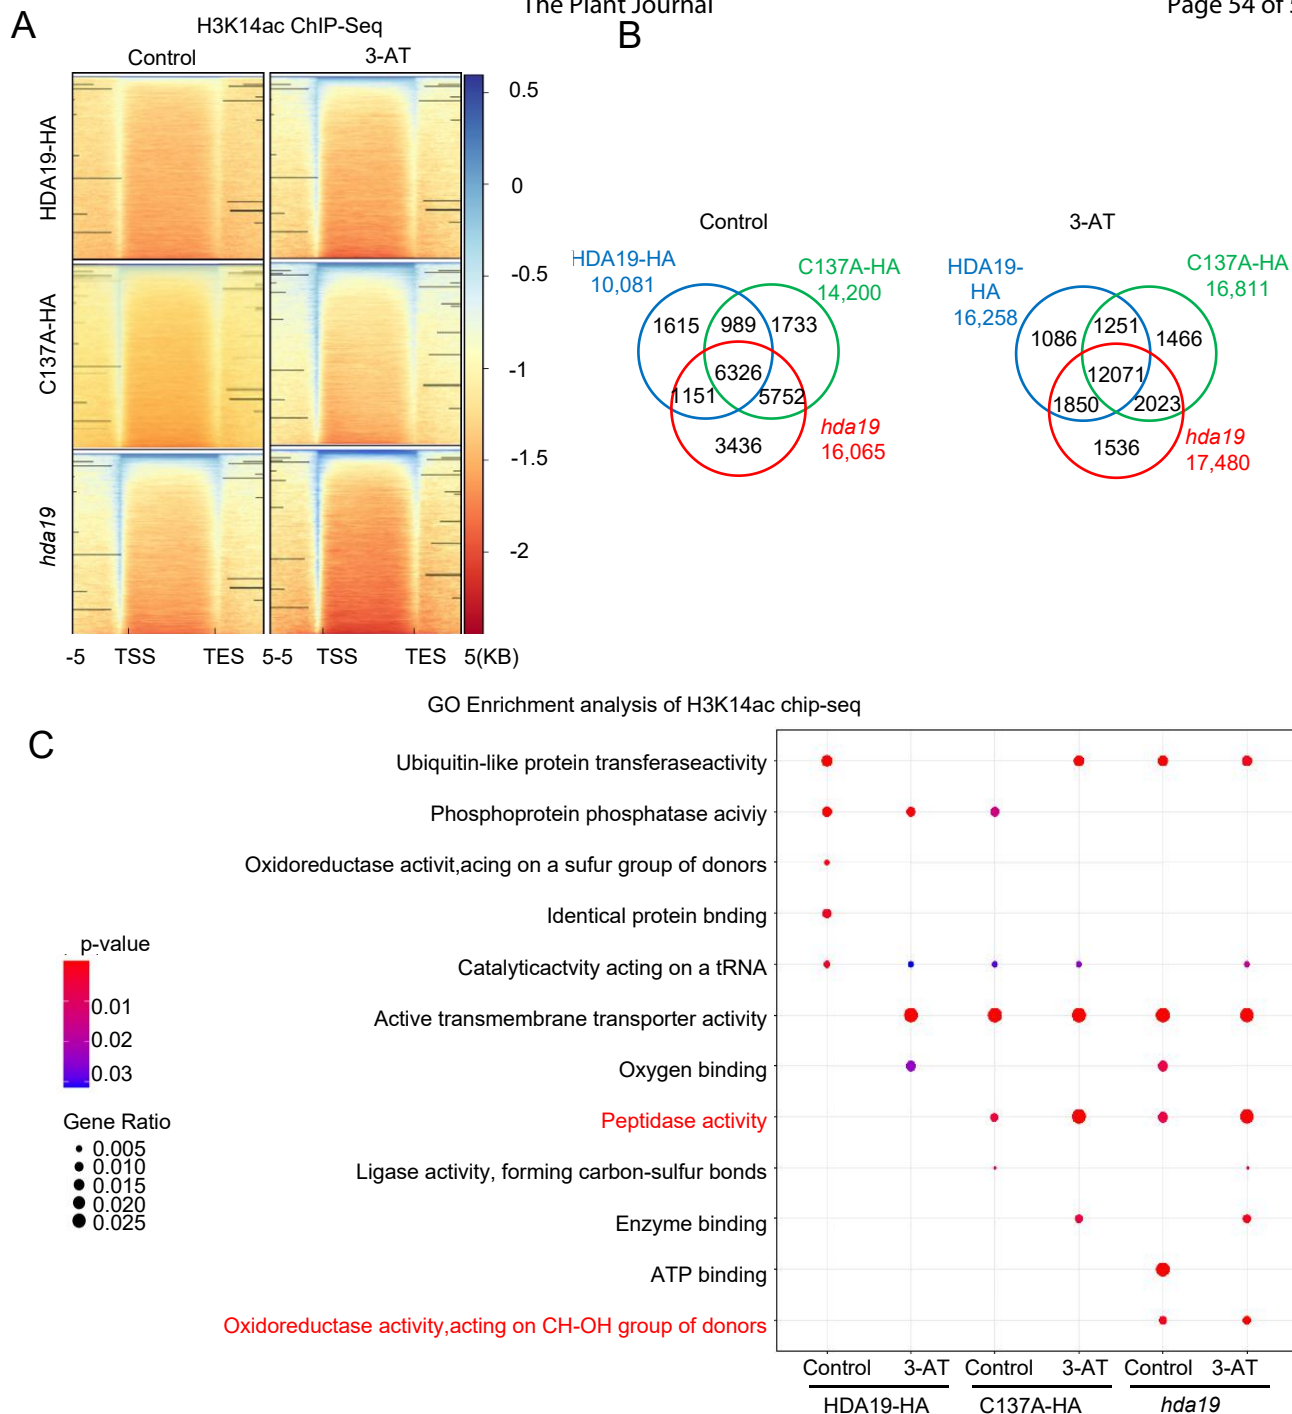 The Plant Journal
Page 54 of
A
H3K14ac ChIP-Seq
Control
3-AT
HDA19-HA
C137A-HA
hda19
0.5
0
-0.5
-1
-1.5
-2
-5 TSS TES 5-5 TSS TES 5(KB)
B
Control
HDA19-HA
10,081
C137A-HA
14,200
1615
989
1733
6326
1151
5752
3436
hda19
16,065
3-AT
HDA19-
HA
16,258
C137A-HA
16,811
1086
1251
1466
12071
1850
2023
1536
hda19
17,480
GO Enrichment analysis of H3K14ac chip-seq
C
Ubiquitin-like protein transferaseactivity
Phosphoprotein phosphatase aciviy
Oxidoreductase activit,acing on a sufur group of donors
Identical protein bnding
Catalyticactvity acting on a tRNA
Active transmembrane transporter activity
Oxygen binding
Peptidase activity
Ligase activity, forming carbon-sulfur bonds
Enzyme binding
ATP binding
Oxidoreductase activity,acting on CH-OH group of donors
p-value
0.01
0.02
0.03
Gene Ratio
0.005
0.010
0.015
0.020
0.025
Control 3-AT Control 3-AT Control 3-AT
HDA19-HA C137A-HA hda19